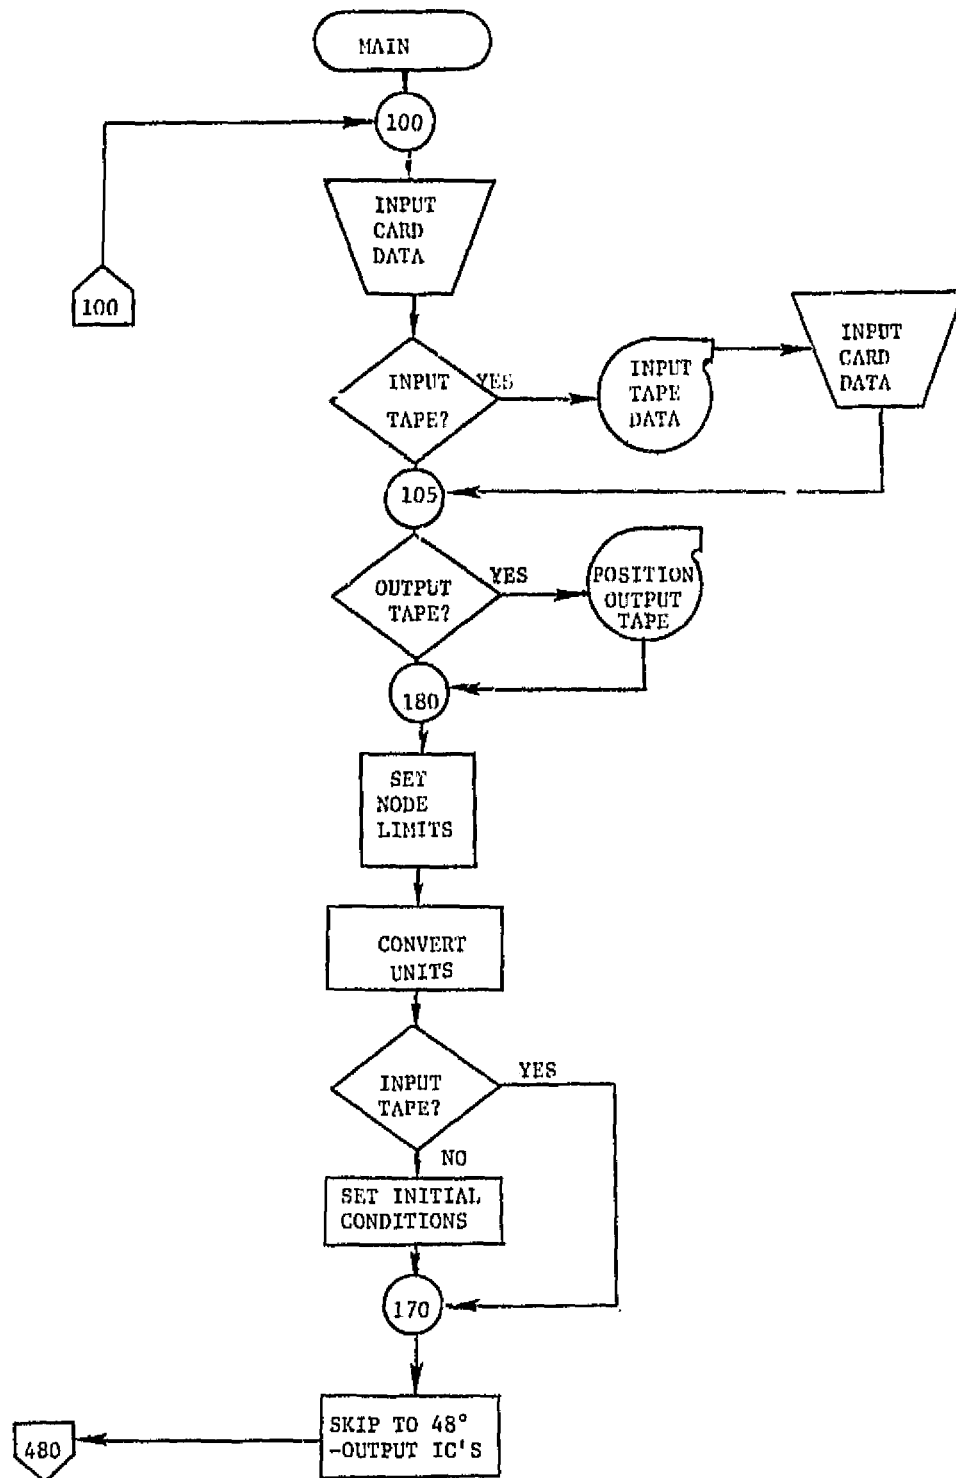 MAIN
100
INPUT
CARD
DATA
100
INPUT
TAPE?
YES
INPUT
TAPE
DATA
INPUT
CARD
DATA
105
OUTPUT
TAPE?
YES
POSITION
OUTPUT
TAPE
180
SET
NODE
LIMITS
CONVERT
UNITS
INPUT
TAPE?
YES
NO
SET INITIAL
CONDITIONS
170
SKIP TO 48°
-OUTPUT IC'S
480